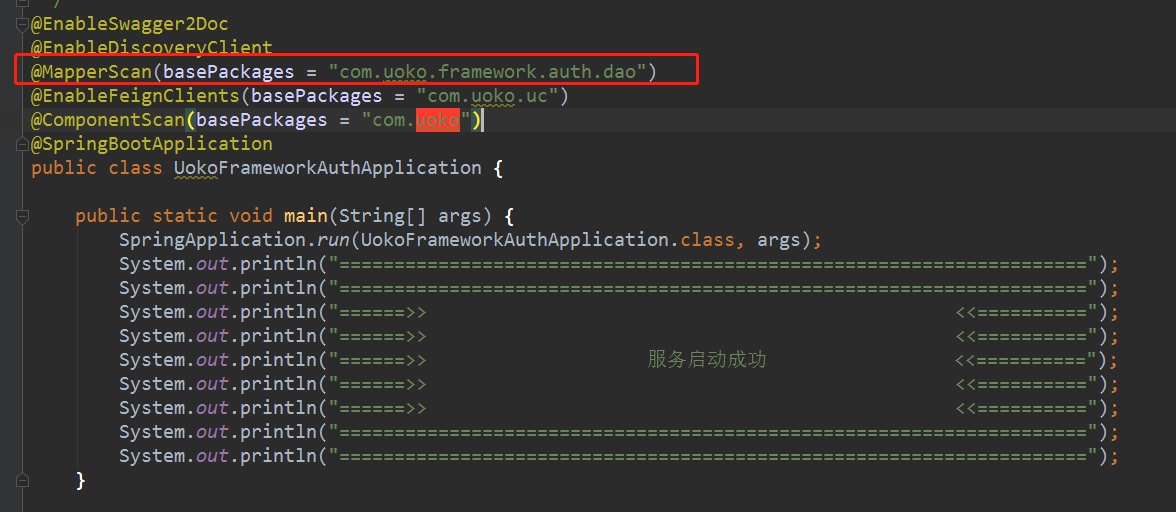 */
@EnableSwagger2Doc
@EnableDiscoveryClient
@MapperScan(basePackages = "com.uoko.framework.auth.dao")
@EnableFeignClients(basePackages = "com.uoko.uc")
@ComponentScan(basePackages = "com.uoko")
@SpringBootApplication
public class UokoFrameworkAuthApplication {
public static void main(String[] args) {
SpringApplication.run(UokoFrameworkAuthApplication.class, args);
System.out.println("====================================================================");
System.out.println("====================================================================");
System.out.println("======>>                                                <<==========");
System.out.println("======>>                                                <<==========");
System.out.println("======>>                    服务启动成功                 <<==========");
System.out.println("======>>                                                <<==========");
System.out.println("======>>                                                <<==========");
System.out.println("====================================================================");
System.out.println("====================================================================");
}